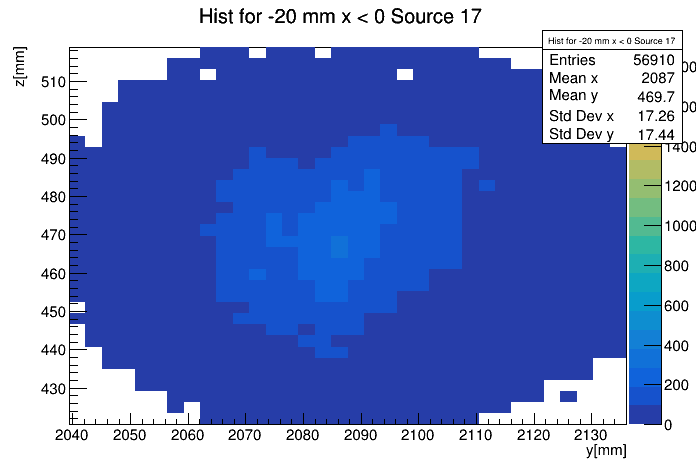 Hist for -20 mm x < 0 Source 17
Hist for -20 mm x < 0 Source 17
Entries 56910
Mean x 2087
Mean y 469.7
Std Dev x 17.26
Std Dev y 17.44
z[mm]
510
500
490
480
470
460
450
440
430
2040 2050 2060 2070 2080 2090 2100 2110 2120 2130
y[mm]
1400
1200
1000
800
600
400
200
0